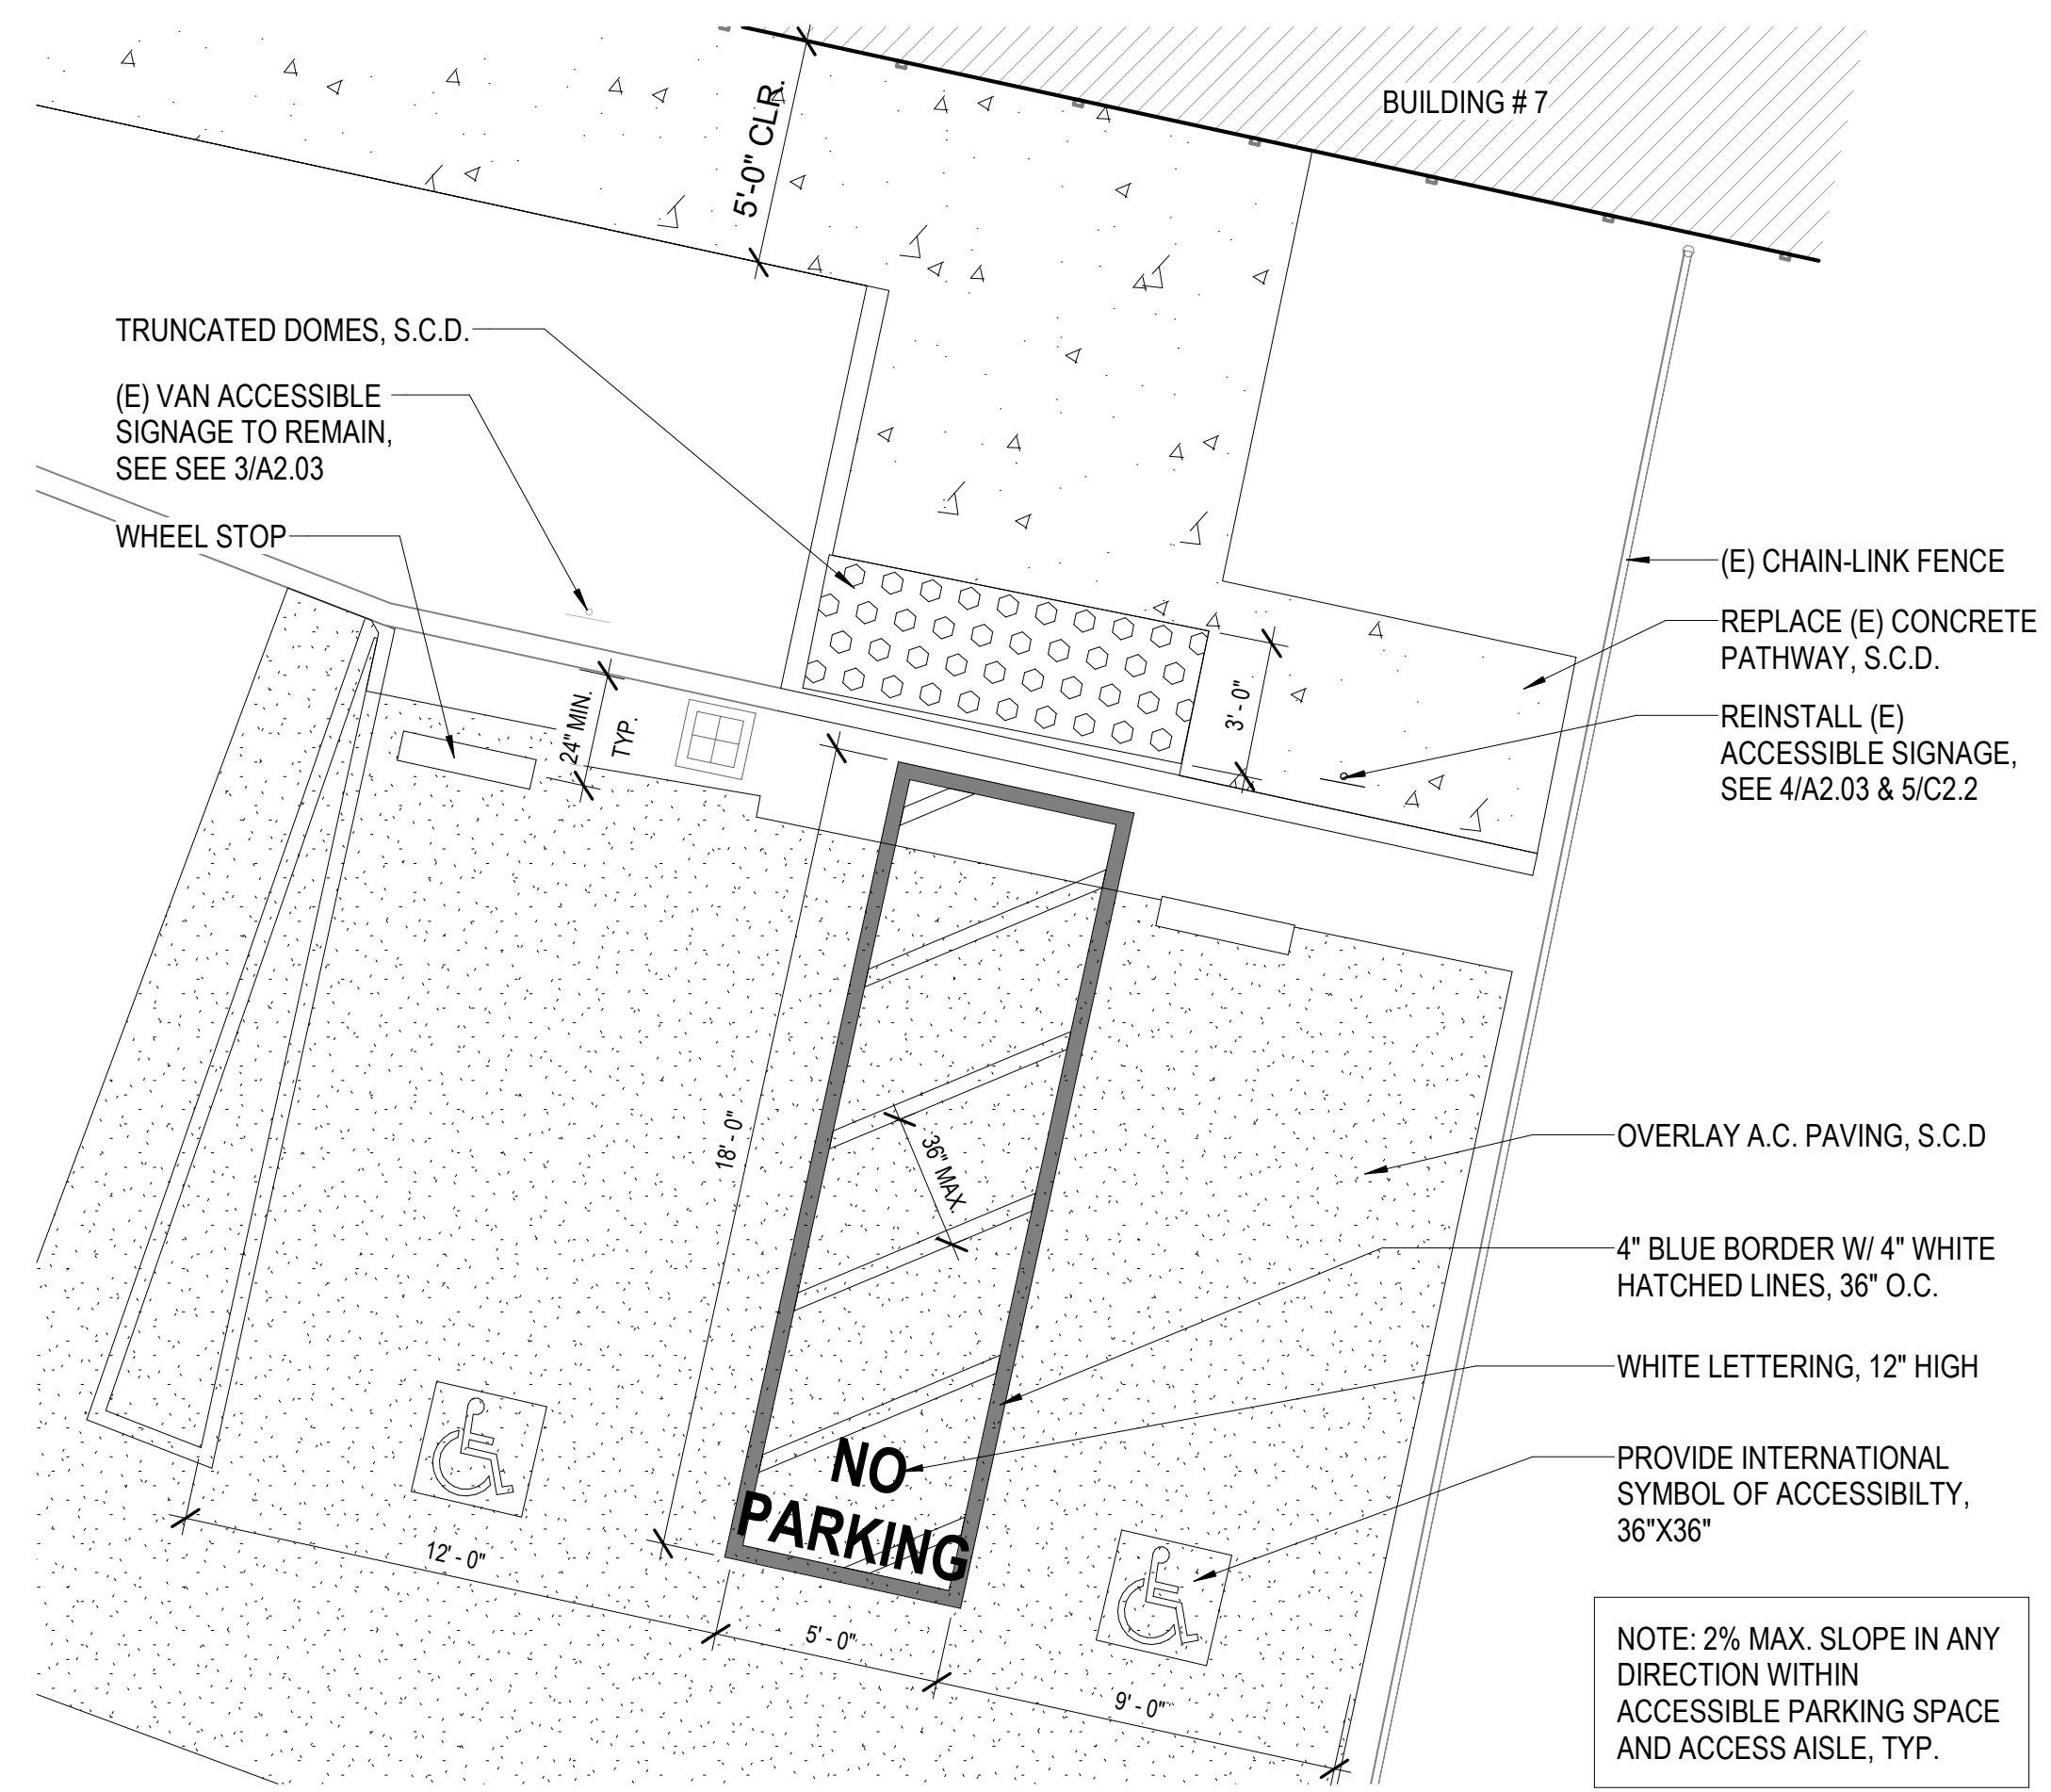 BUILDING # 7
5'-0" CLR.
TRUNCATED DOMES, S.C.D.
(E) VAN ACCESSIBLE
SIGNAGE TO REMAIN,
SEE SEE 3/A2.03
WHEEL STOP
24" MIN.
TYP.
3' - 0"
(E) CHAIN-LINK FENCE
REPLACE (E) CONCRETE
PATHWAY, S.C.D.
REINSTALL (E)
ACCESSIBLE SIGNAGE,
SEE 4/A2.03 & 5/C2.2
18' - 0"
36" MAX.
OVERLAY A.C. PAVING, S.C.D
4" BLUE BORDER W/ 4" WHITE
HATCHED LINES, 36" O.C.
WHITE LETTERING, 12" HIGH
PROVIDE INTERNATIONAL
SYMBOL OF ACCESSIBILTY,
36"X36"
NO
PARKING
12' - 0"
5' - 0"
9' - 0"
NOTE: 2% MAX. SLOPE IN ANY
DIRECTION WITHIN
ACCESSIBLE PARKING SPACE
AND ACCESS AISLE, TYP.